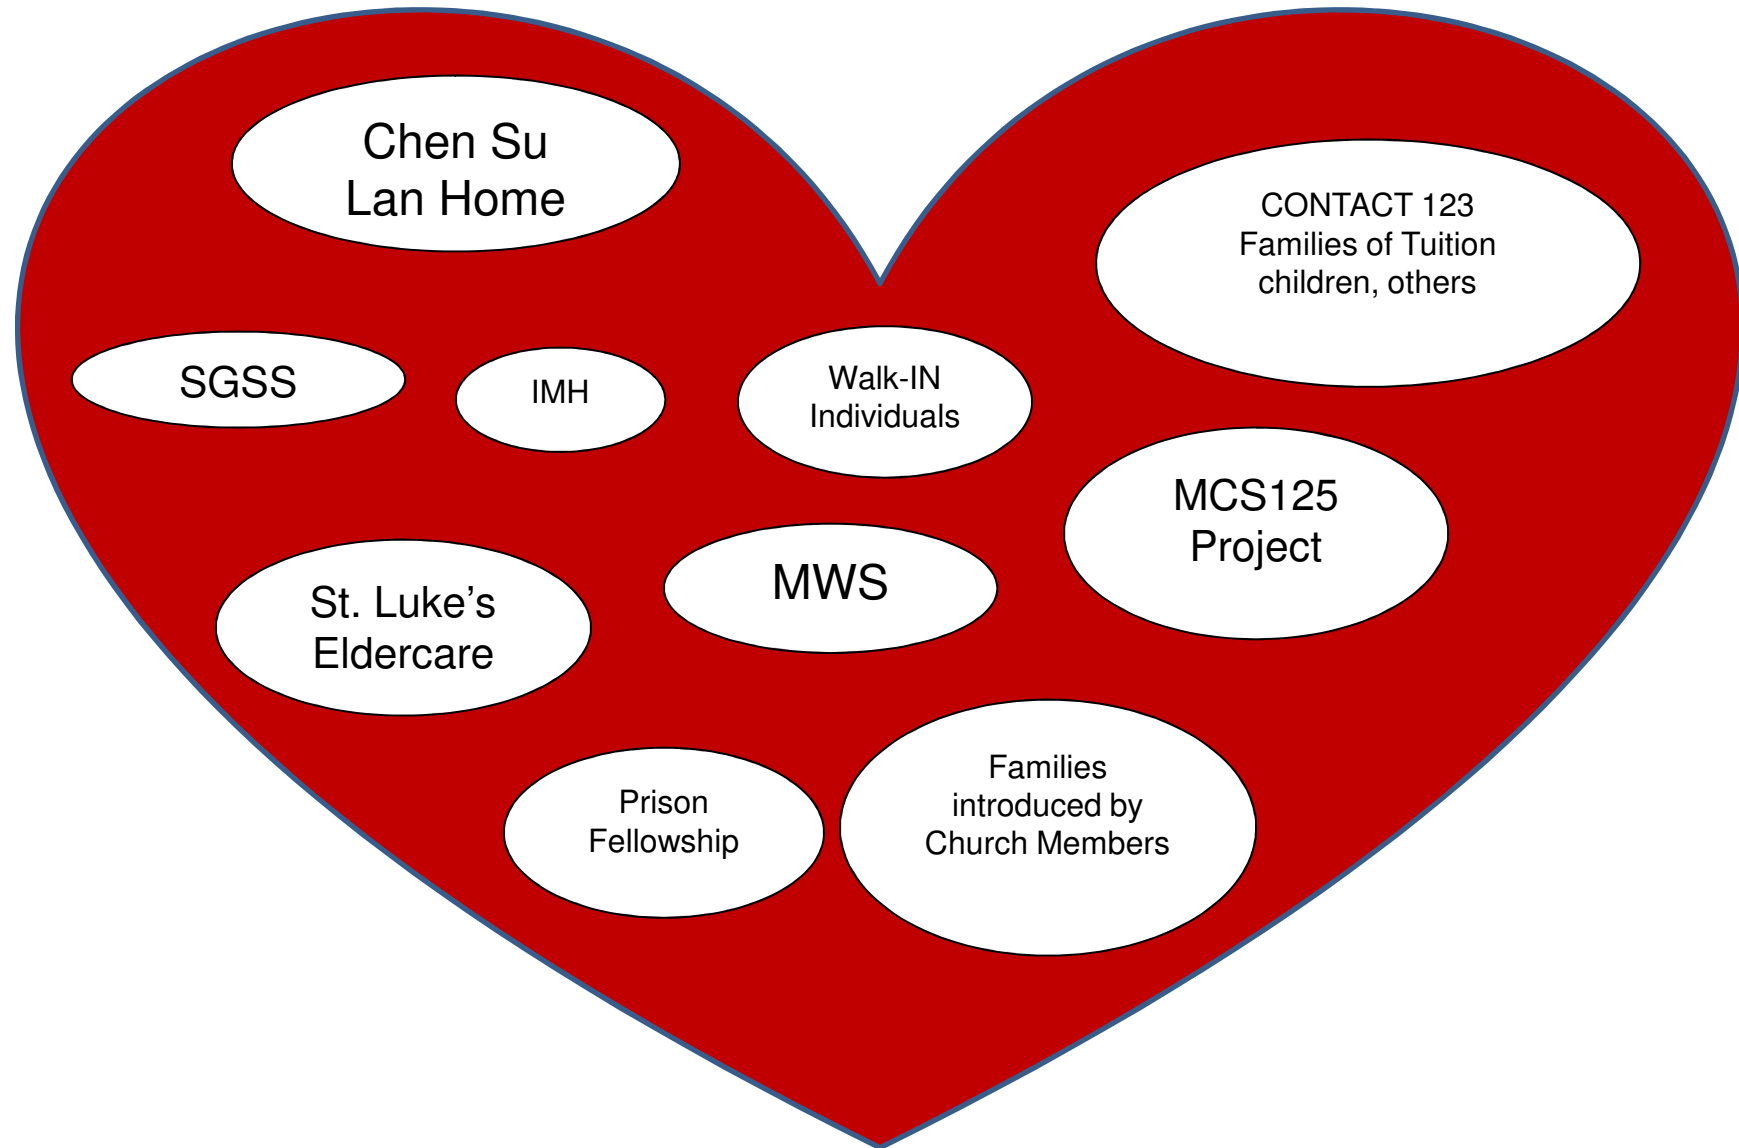 Chen Su
Lan Home
CONTACT 123
Families of Tuition
children, others
SGSS
IMH
Walk-IN
Individuals
MCS125
Project
St. Luke’s
Eldercare
MWS
Prison
Fellowship
Families
introduced by
Church Members